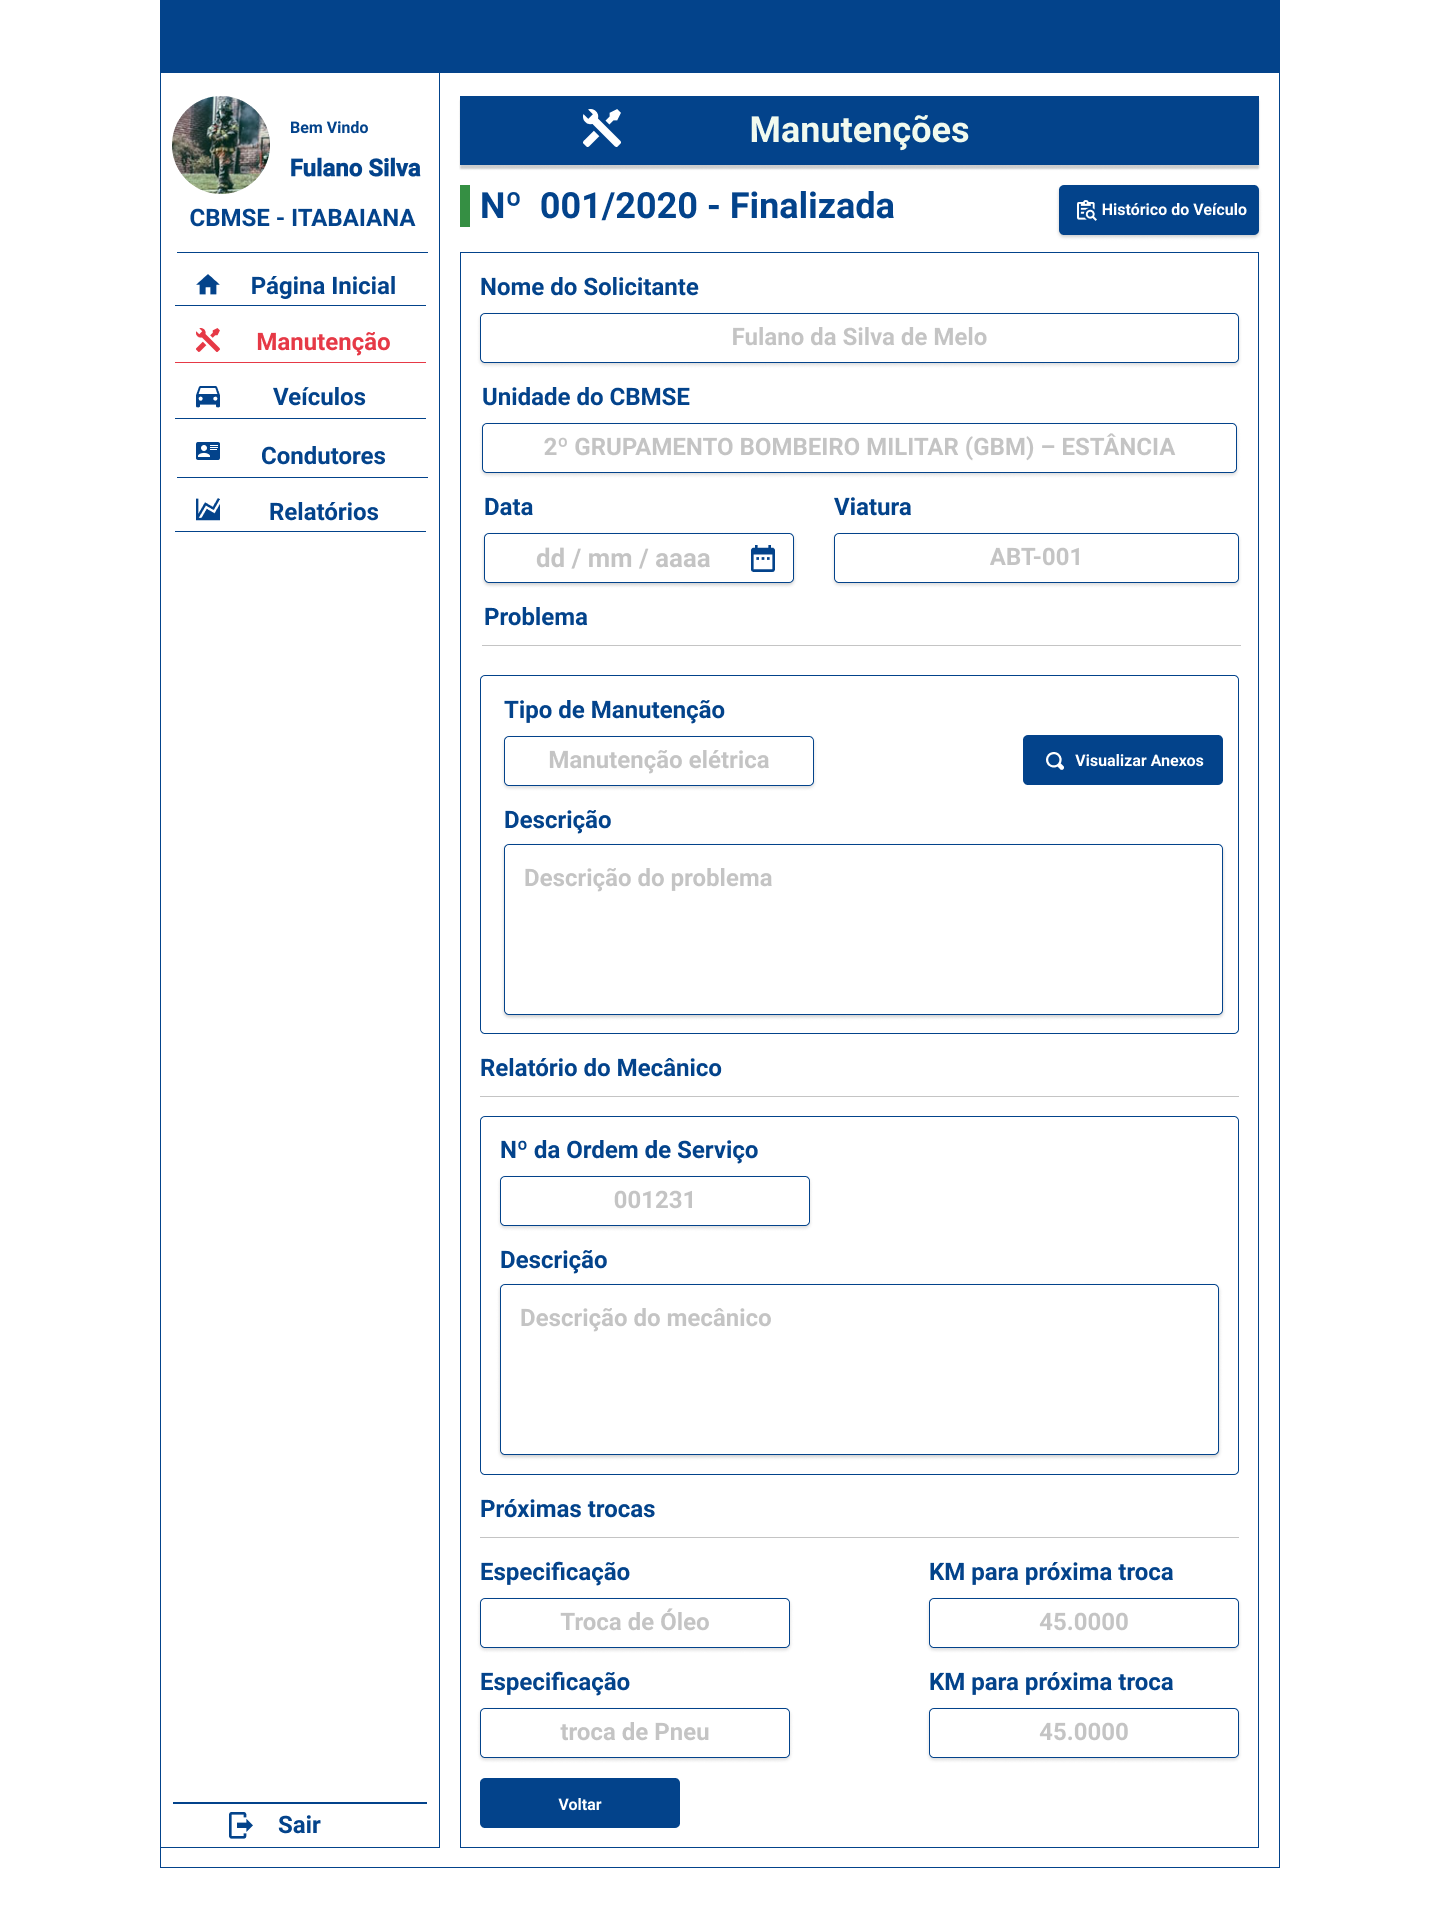 Bem Vindo
Fulano Silva
CBMSE - ITABAIANA
Página Inicial
Manutenção
Veículos
Condutores
Relatórios
Sair
Manutenções
Nº 001/2020 - Finalizada
Histórico do Veículo
Nome do Solicitante
Fulano da Silva de Melo
Unidade do CBMSE
2º GRUPAMENTO BOMBEIRO MILITAR (GBM) – ESTÂNCIA
Data
Viatura
dd / mm / aaaa
ABT-001
Problema
Tipo de Manutenção
Manutenção elétrica
Visualizar Anexos
Descrição
Descrição do problema
Relatório do Mecânico
Nº da Ordem de Serviço
001231
Descrição
Descrição do mecânico
Próximas trocas
Especificação
KM para próxima troca
Troca de Óleo
45.0000
Especificação
KM para próxima troca
troca de Pneu
45.0000
Voltar